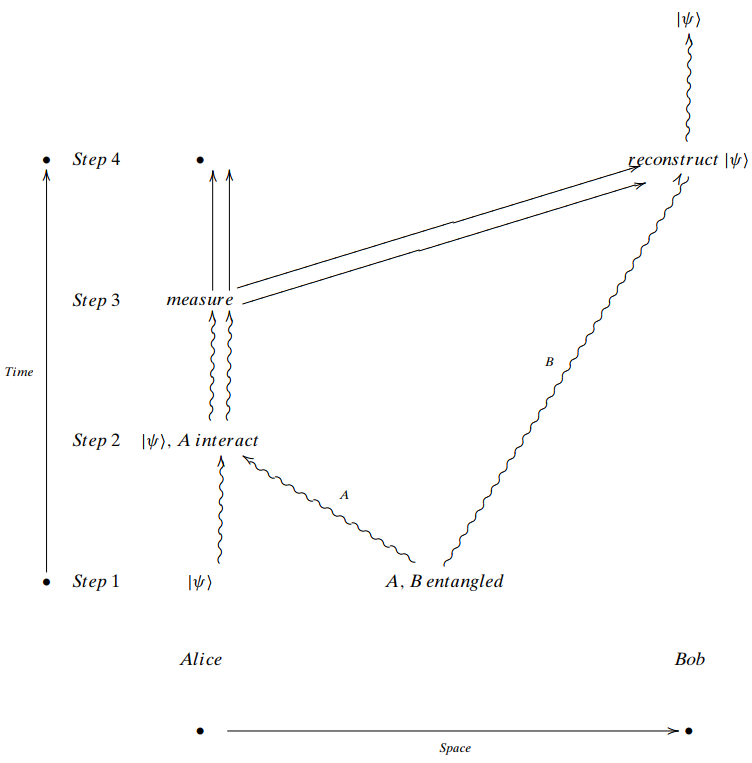 |ψ⟩
Step 4 reconstruct |ψ⟩
Step 3 measure
Time
B
Step 2 |ψ⟩, A interact
A
Step 1 |ψ⟩ A, B entangled
Alice Bob
Space